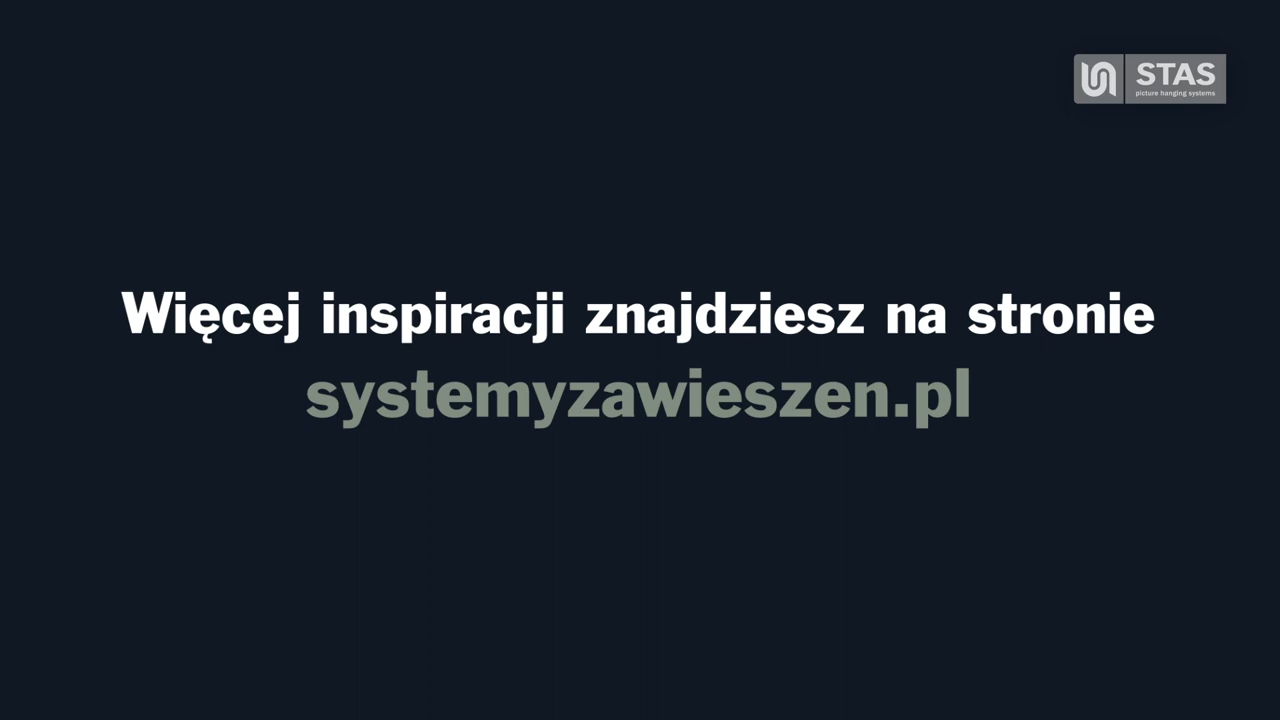 STAS
picture hanging systems
Więcej inspiracji znajdziesz na stronie
systemyzawieszen.pl